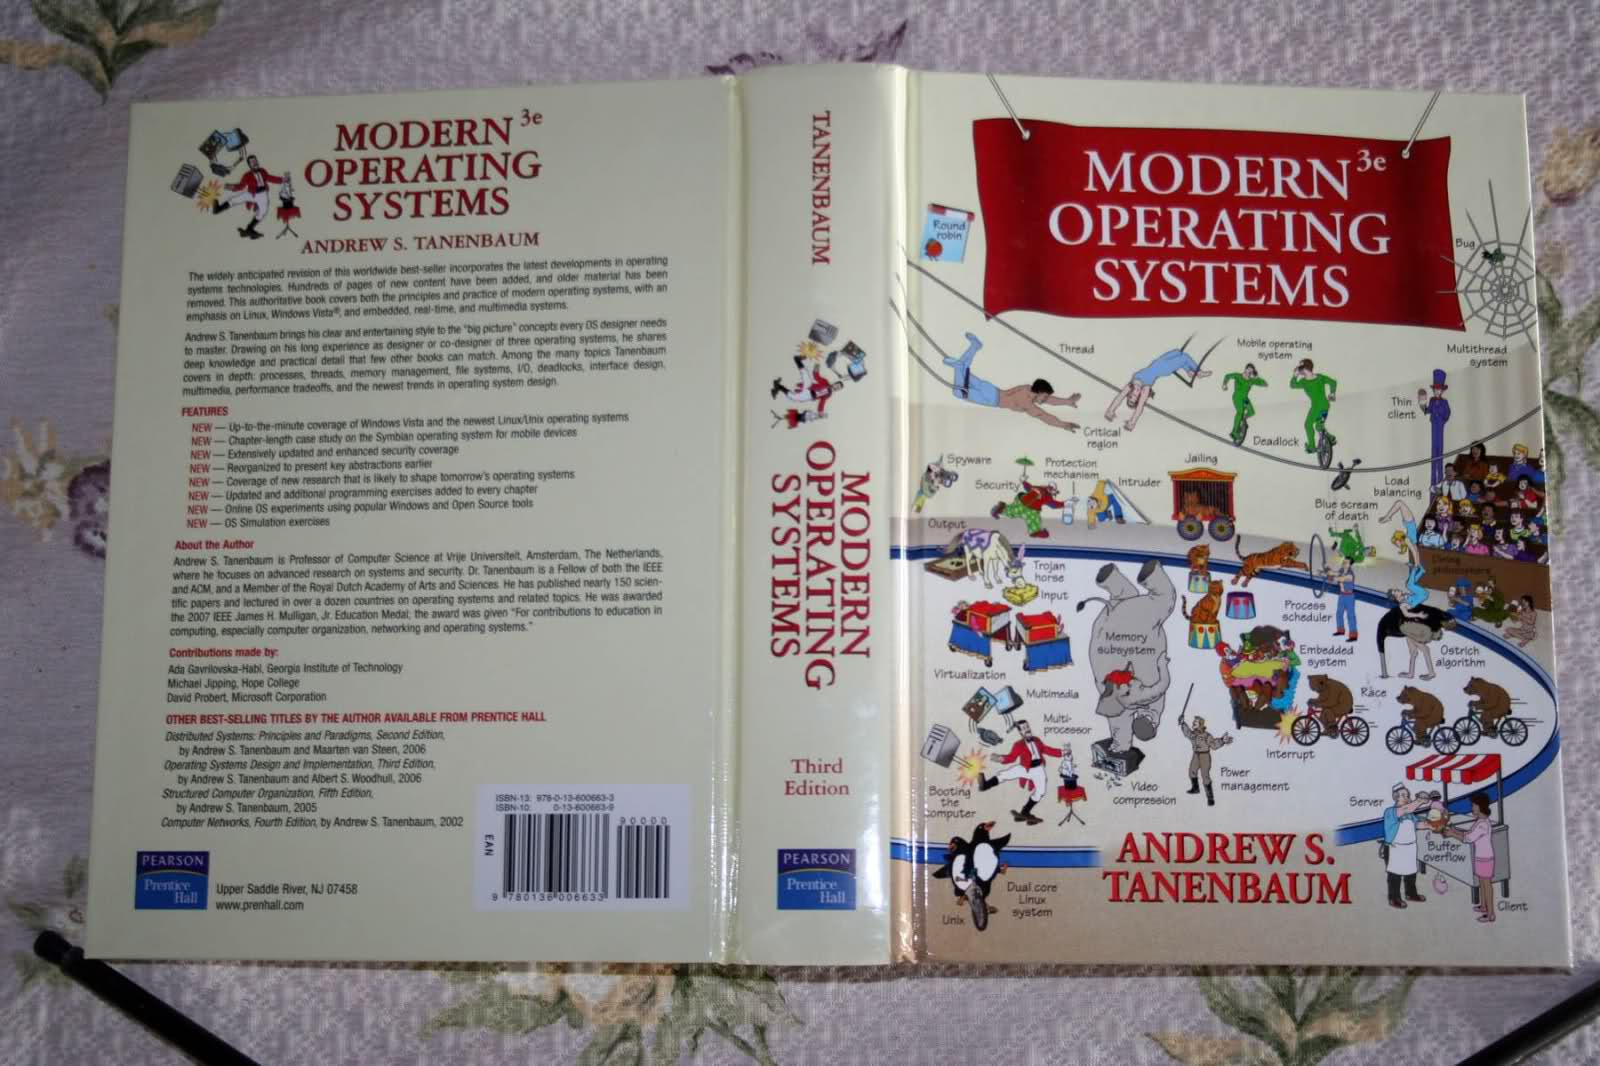 MODERN 3e
OPERATING
SYSTEMS
ANDREW S. TANENBAUM
The widely anticipated revision of this worldwide best-seller incorporates the latest developments in operating
systems technologies. Hundreds of pages of new content have been added, and older material has been
removed. This authoritative book covers both the principles and practice of modern operating systems, with an
emphasis on Linux, Windows Vista®, and embedded, real-time, and multimedia systems.
Andrew S. Tanenbaum brings his clear and entertaining style to the "big picture" concepts every OS designer needs
to master. Drawing on his long experience as designer or co-designer of three operating systems, he shares
deep knowledge and practical detail that few other books can match. Among the many topics Tanenbaum
covers in depth: processes, threads, memory management, file systems, I/O, deadlocks, interface design,
multimedia, performance tradeoffs, and the newest trends in operating system design.
FEATURES
NEW — Up-to-the-minute coverage of Windows Vista and the newest Linux/Unix operating systems
NEW — Chapter-length case study on the Symbian operating system for mobile devices
NEW — Extensively updated and enhanced security coverage
NEW — Reorganized to present key abstractions earlier
NEW — Coverage of new research that is likely to shape tomorrow's operating systems
NEW — Updated and additional programming exercises added to every chapter
NEW — Online OS experiments using popular Windows and Open Source tools
NEW — OS Simulation exercises
About the Author
Andrew S. Tanenbaum is Professor of Computer Science at Vrije Universiteit, Amsterdam, The Netherlands,
where he focuses on advanced research on systems and security. Dr. Tanenbaum is a Fellow of both the IEEE
and ACM, and a Member of the Royal Dutch Academy of Arts and Sciences. He has published nearly 150 scien-
tific papers and lectured in over a dozen countries on operating systems and related topics. He was awarded
the 2007 IEEE James H. Mulligan, Jr. Education Medal; the award was given "For contributions to education in
computing, especially computer organization, networking and operating systems."
Contributions made by:
Ada Gavrilovska-Habl, Georgia Institute of Technology
Michael Jipping, Hope College
David Probert, Microsoft Corporation
OTHER BEST-SELLING TITLES BY THE AUTHOR AVAILABLE FROM PRENTICE HALL
Distributed Systems: Principles and Paradigms, Second Edition,
by Andrew S. Tanenbaum and Maarten van Steen, 2006
Operating Systems Design and Implementation, Third Edition,
by Andrew S. Tanenbaum and Albert S. Woodhull, 2006
Structured Computer Organization, Fifth Edition,
by Andrew S. Tanenbaum, 2005
Computer Networks, Fourth Edition, by Andrew S. Tanenbaum, 2002
PEARSON
Prentice
Hall
Upper Saddle River, NJ 07458
www.prenhall.com
ISBN-13: 978-0-13-600663-3
ISBN-10: 0-13-600663-9
90000
EAN
9 780136 006633
TANENBAUM
MODERN
OPERATING
SYSTEMS
Third
Edition
PEARSON
Prentice
Hall
MODERN 3e
OPERATING
SYSTEMS
Round
robin
Bug
Thread
Mobile operating
system
Multithread
system
Thin
client
Critical
region
Deadlock
Spyware
Security
Protection
mechanism
Intruder
Jailing
Load
balancing
Blue scream
of death
Output
Trojan
horse
Input
Dining
philosophers
Process
scheduler
Memory
subsystem
Embedded
system
Ostrich
algorithm
Virtualization
Multimedia
Race
Multi-
processor
Interrupt
Booting
the
computer
Video
compression
Power
management
Server
Buffer
overflow
Client
ANDREW S.
TANENBAUM
Dual core
Linux
system
Unix